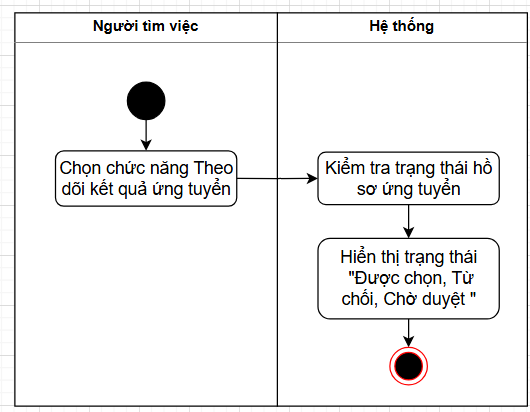 Người tìm việc
Hệ thống
Chọn chức năng Theo
dõi kết quả ứng tuyển
Kiểm tra trạng thái hồ
sơ ứng tuyển
Hiển thị trạng thái
"Được chọn, Từ
chối, Chờ duyệt "